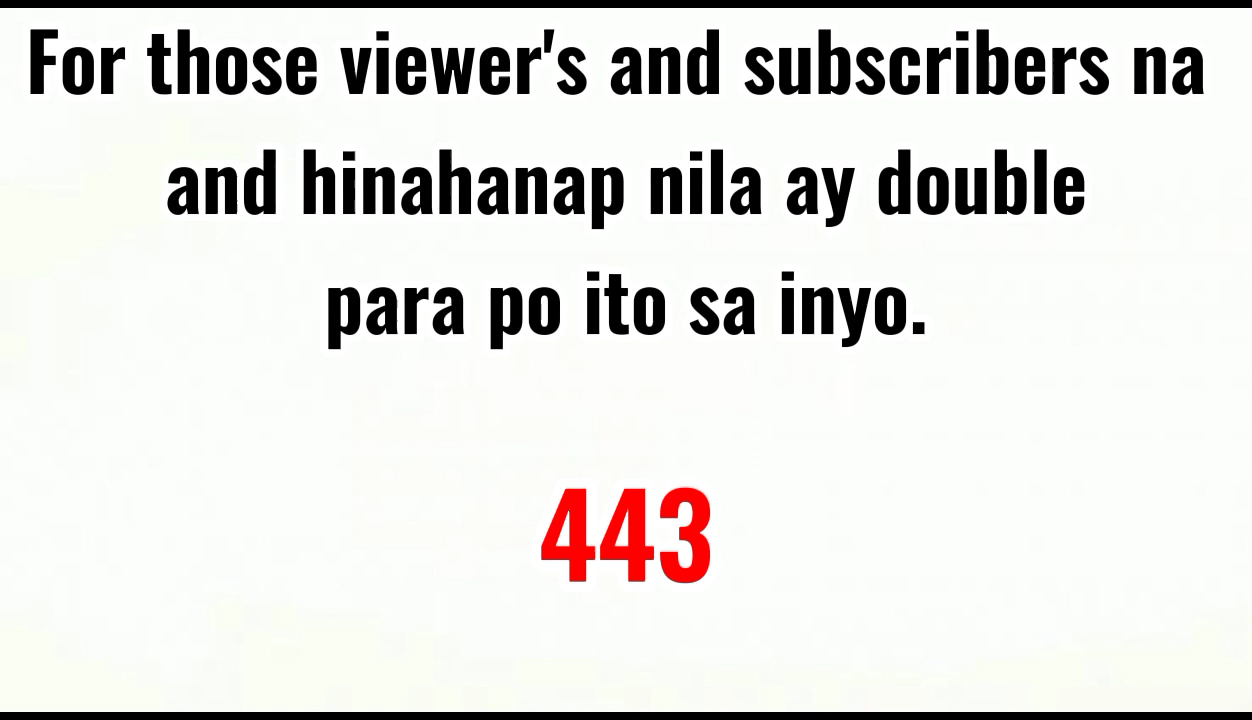 For those viewer's and subscribers na
and hinahanap nila ay double
para po ito sa inyo.
443